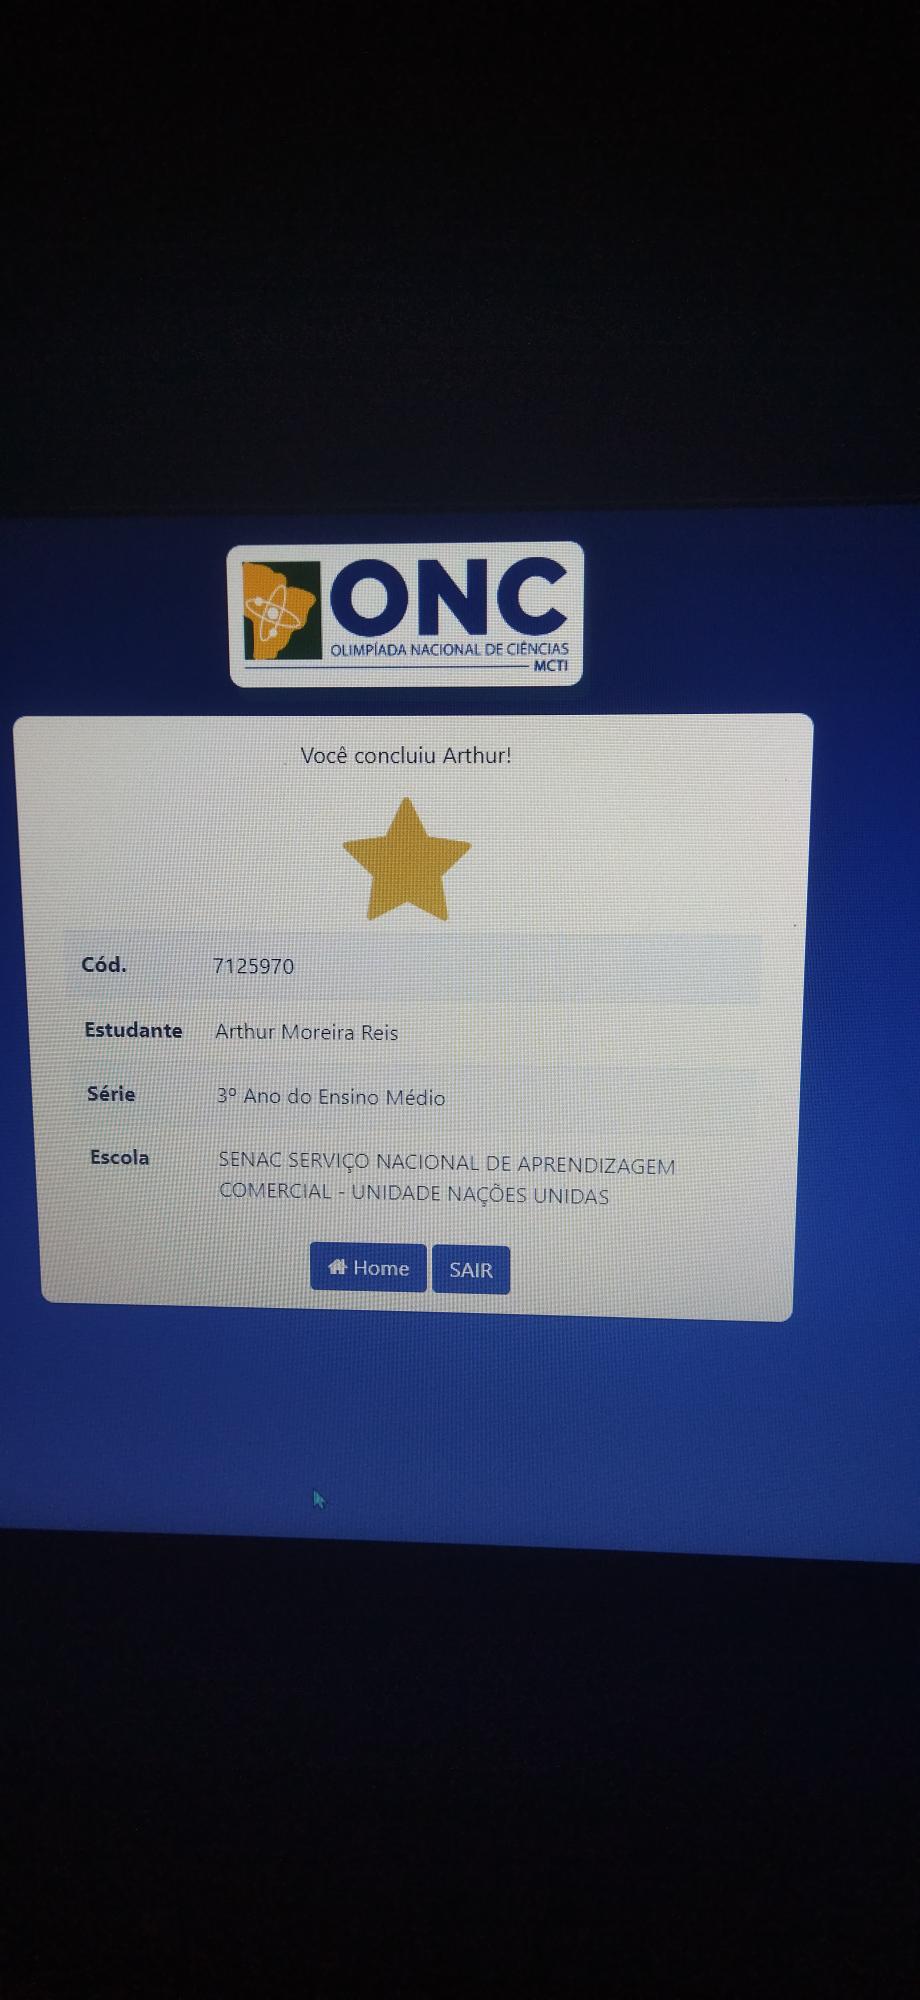 ONC
OLIMPÍADA NACIONAL DE CIÊNCIAS
MCTI
Você concluiu Arthur!
Cód. 7125970
Estudante Arthur Moreira Reis
Série 3º Ano do Ensino Médio
Escola SENAC SERVIÇO NACIONAL DE APRENDIZAGEM
COMERCIAL - UNIDADE NAÇÕES UNIDAS
Home SAIR